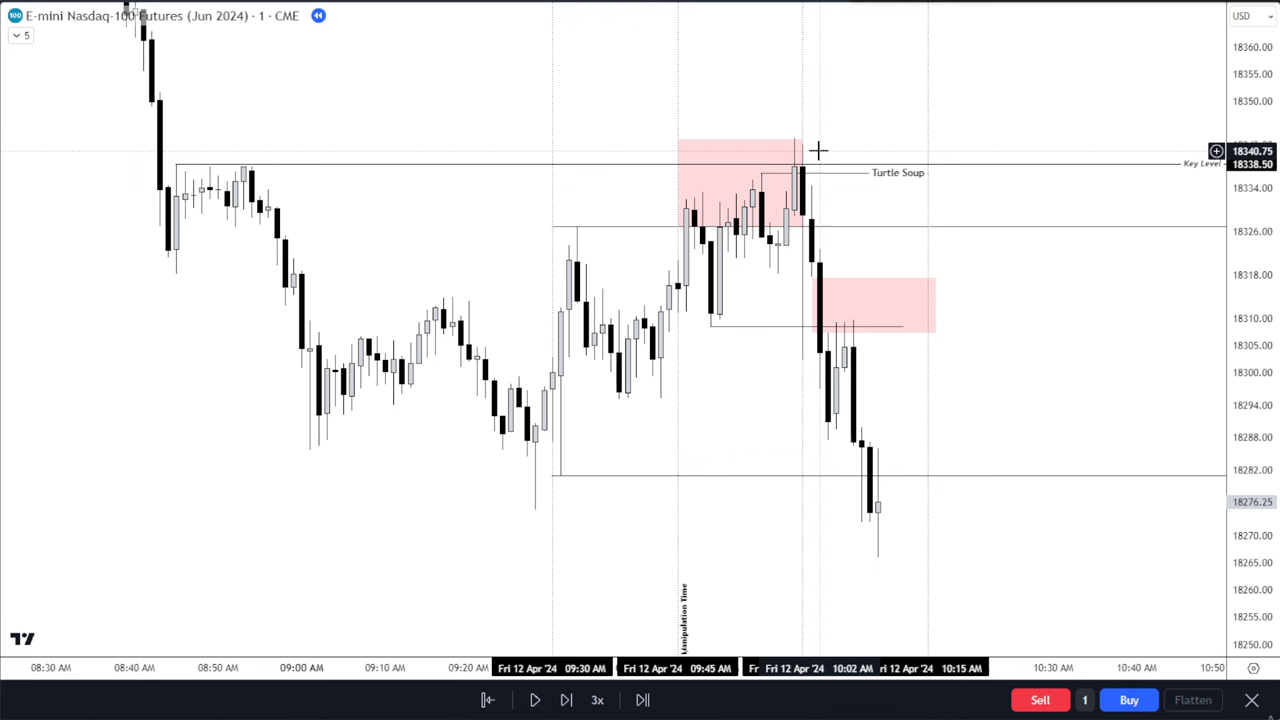 E-mini Nasdaq-100 Futures (Jun 2024) · 1 · CME
USD
5
18360.00
18355.00
18350.00
18340.75
Key Level
18338.50
Turtle Soup
18334.00
18326.00
18318.00
18310.00
18305.00
18300.00
18294.00
18288.00
18282.00
18276.25
18270.00
18265.00
18260.00
18255.00
18250.00
Manipulation Time
08:30 AM
08:40 AM
08:50 AM
09:00 AM
09:10 AM
09:20 AM
Fri 12 Apr '24 09:30 AM
Fri 12 Apr '24 09:45 AM
Fr
Fri 12 Apr '24 10:02 AM
ri 12 Apr '24 10:15 AM
10:30 AM
10:40 AM
10:50
3x
Sell
1
Buy
Flatten